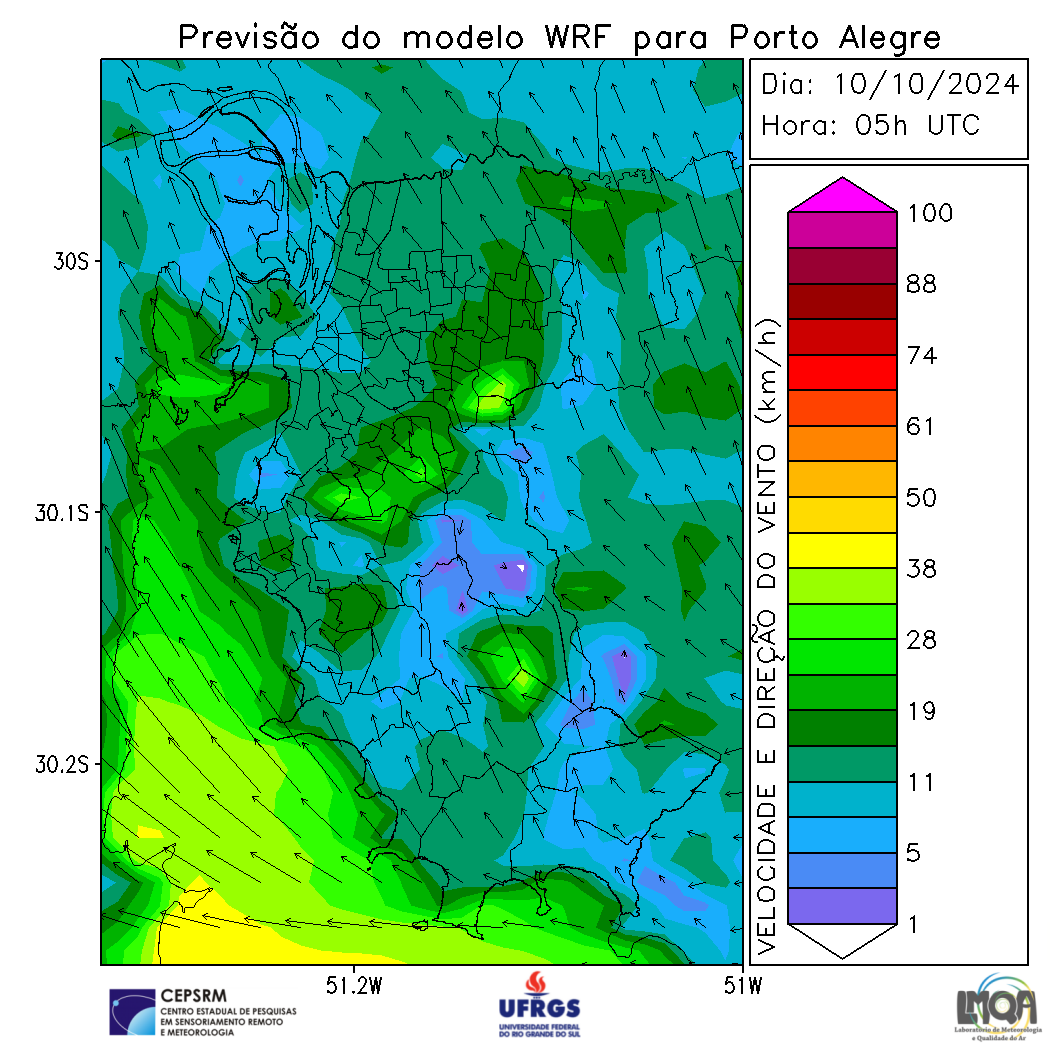 Previsão do modelo WRF para Porto Alegre
Dia: 10/10/2024
Hora: 05h UTC
30S
30.1S
30.2S
51.2W
51W
VELOCIDADE E DIREÇÃO DO VENTO (km/h)
100
88
74
61
50
38
28
19
11
5
1
CEPSRM
CENTRO ESTADUAL DE PESQUISAS
EM SENSORIAMENTO REMOTO
E METEOROLOGIA
UFRGS
UNIVERSIDADE FEDERAL
DO RIO GRANDE DO SUL
LMQA
Laboratório de Meteorologia
e Qualidade do Ar